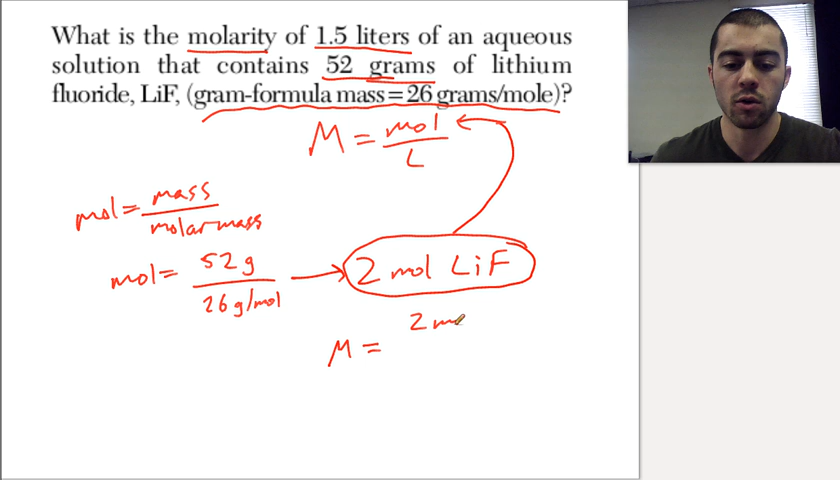 What is the molarity of 1.5 liters of an aqueous
solution that contains 52 grams of lithium
fluoride, LiF, (gram-formula mass=26 grams/mole)?
M = mol
L
mol = mass
molar mass
mol = 52g
26 g/mol
2 mol LiF
2 mo
M =